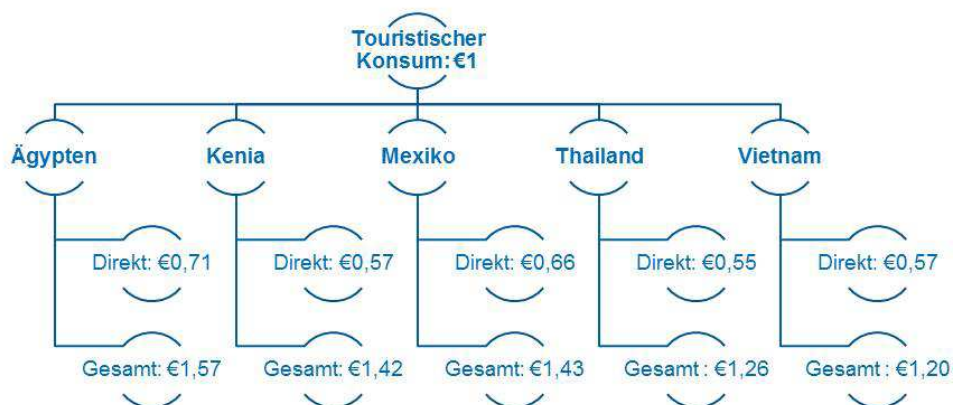 Touristischer
Konsum: €1
Ägypten
Kenia
Mexiko
Thailand
Vietnam
Direkt: €0,71
Direkt: €0,57
Direkt: €0,66
Direkt: €0,55
Direkt: €0,57
Gesamt: €1,57
Gesamt: €1,42
Gesamt: €1,43
Gesamt : €1,26
Gesamt : €1,20